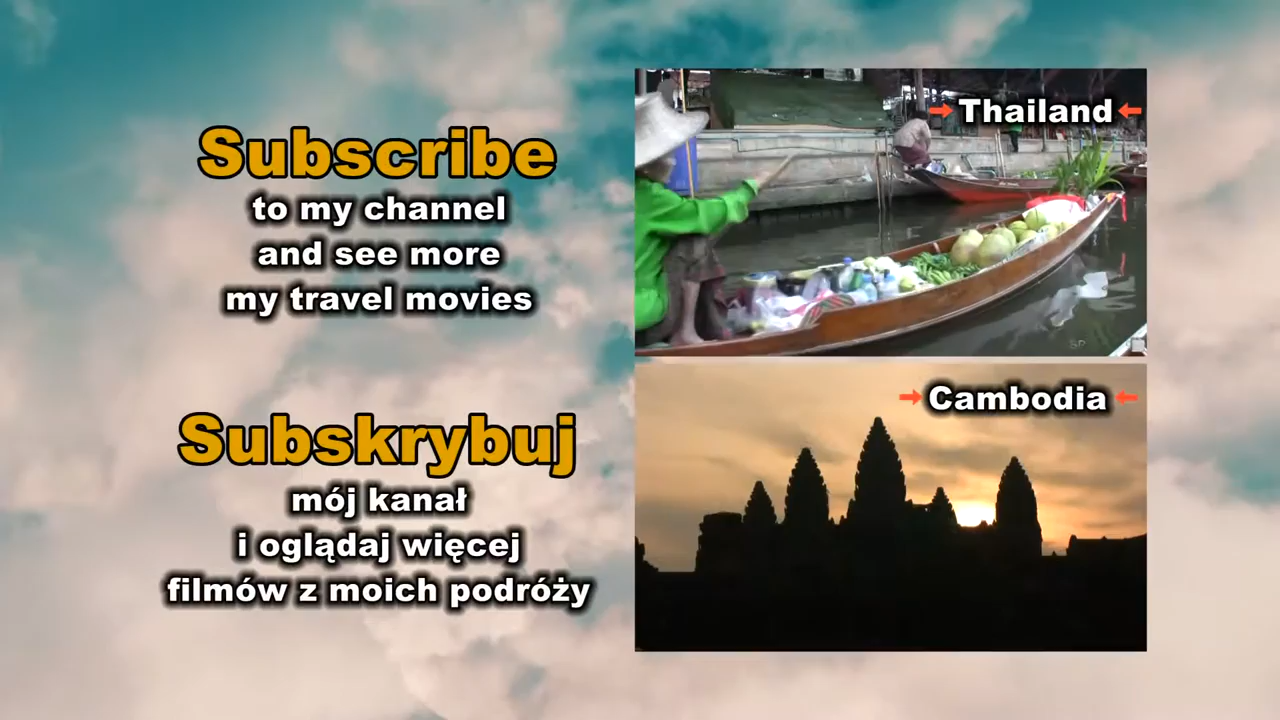 Subscribe
to my channel
and see more
my travel movies
Subskrybuj
mój kanał
i oglądaj więcej
filmów z moich podróży
Thailand
SP
Cambodia